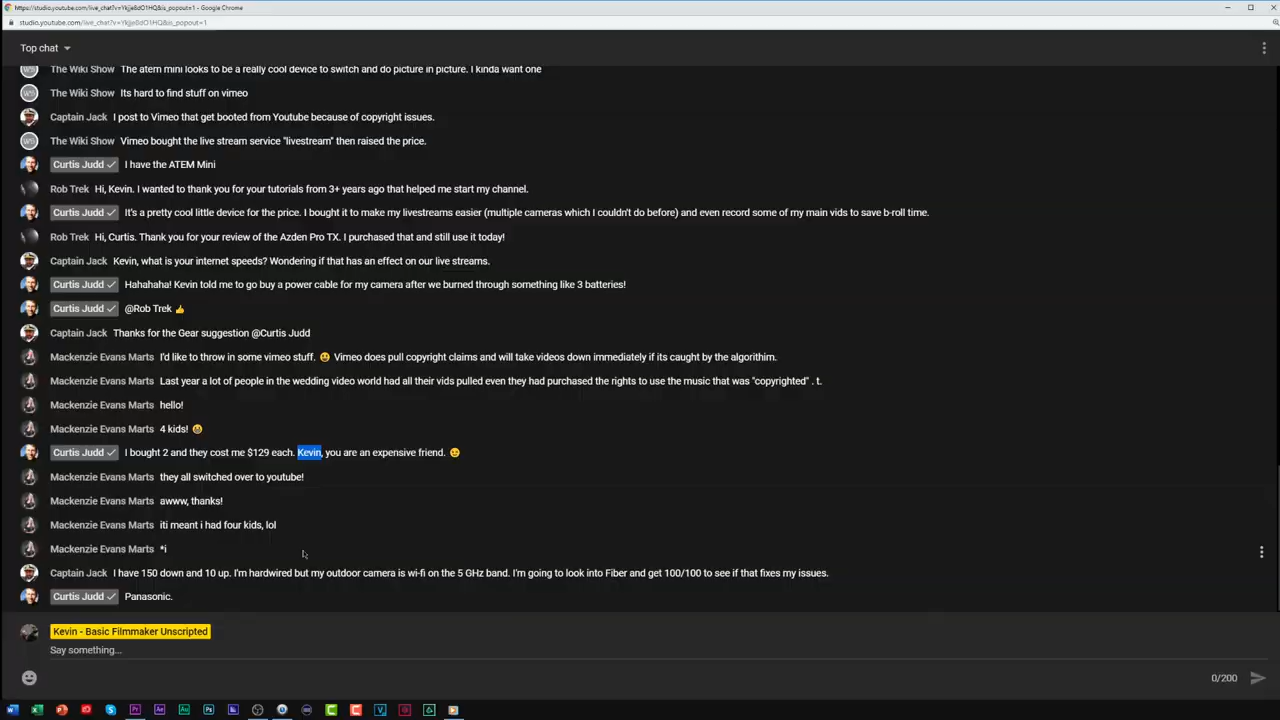 https://studio.youtube.com/live_chat?v=Ykjje8dO1HQ&is_popout=1 - Google Chrome
studio.youtube.com/live_chat?v=Ykjje8dO1HQ&is_popout=1
Top chat
The Wiki Show The atem mini looks to be a really cool device to switch and do picture in picture. I kinda want one
The Wiki Show Its hard to find stuff on vimeo
Captain Jack I post to Virneo that get booted from Youtube because of copyright issues.
The Wiki Show Vimeo bought the live stream service "livestream" then raised the price.
Curtis Judd I have the ATEM Mini
Rob Trek Hi, Kevin. I wanted to thank you for your tutorials from 3+ years ago that helped me start my channel.
Curtis Judd It's a pretty cool little device for the price. I bought it to make my livestreams easier (multiple cameras which I couldn't do before) and even record some of my main vids to save b-roll time.
Rob Trek Hi, Curtis. Thank you for your review of the Azden Pro TX. I purchased that and still use it today!
Captain Jack Kevin, what is your internet speeds? Wondering if that has an effect on our live streams.
Curtis Judd Hahahaha! Kevin told me to go buy a power cable for my camera after we burned through something like 3 batteries!
Curtis Judd @Rob Trek 👍
Captain Jack Thanks for the Gear suggestion @Curtis Judd
Mackenzie Evans Marts I'd like to throw in some vimeo stuff. 😆 Vimeo does pull copyright claims and will take videos down immediately if its caught by the algorithim.
Mackenzie Evans Marts Last year a lot of people in the wedding video world had all their vids pulled even they had purchased the rights to use the music that was "copyrighted" . t.
Mackenzie Evans Marts hello!
Mackenzie Evans Marts 4 kids! 😆
Curtis Judd I bought 2 and they cost me $129 each. Kevin, you are an expensive friend. 😉
Mackenzie Evans Marts they all switched over to youtube!
Mackenzie Evans Marts awww, thanks!
Mackenzie Evans Marts iti meant i had four kids, lol
Mackenzie Evans Marts *i
Captain Jack I have 150 down and 10 up. I'm hardwired but my outdoor camera is wi-fi on the 5 GHz band. I'm going to look into Fiber and get 100/100 to see if that fixes my issues.
Curtis Judd Panasonic.
Kevin - Basic Filmmaker Unscripted
Say something...
0/200